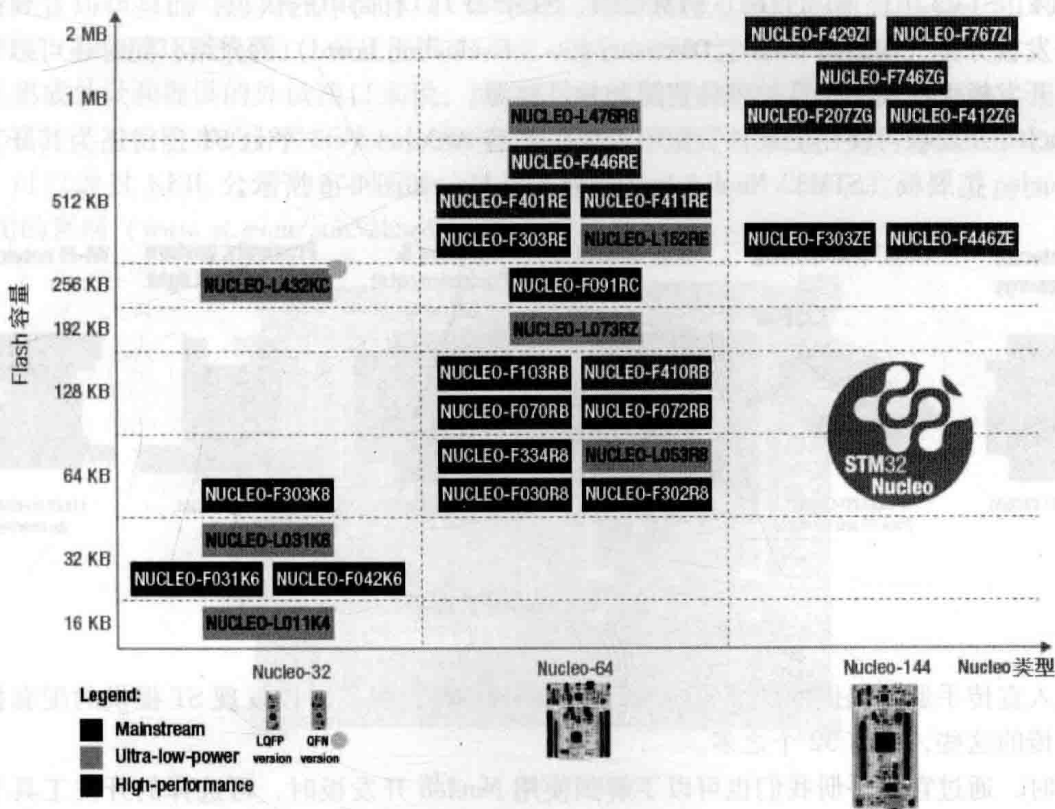 2 MB
NUCLEO-F429ZI NUCLEO-F767ZI
NUCLEO-F746ZG
1 MB
NUCLEO-L476RG
NUCLEO-F207ZG NUCLEO-F412ZG
NUCLEO-F446RE
512 KB
NUCLEO-F401RE NUCLEO-F411RE
NUCLEO-F303RE NUCLEO-L152RE
NUCLEO-F303ZE NUCLEO-F446ZE
256 KB
NUCLEO-L432KC
NUCLEO-F091RC
Flash 容量
192 KB
NUCLEO-L073RZ
128 KB
NUCLEO-F103RB NUCLEO-F410RB
NUCLEO-F070RB NUCLEO-F072RB
64 KB
NUCLEO-F334R8 NUCLEO-L053R8
NUCLEO-F303K8
NUCLEO-F030R8 NUCLEO-F302R8
STM32
Nucleo
32 KB
NUCLEO-L031K6
NUCLEO-F031K6 NUCLEO-F042K6
16 KB
NUCLEO-L011K4
Nucleo-32
Nucleo-64
Nucleo-144
Nucleo类型
Legend:
Mainstream
Ultra-low-power
High-performance
LQFP version
QFN version